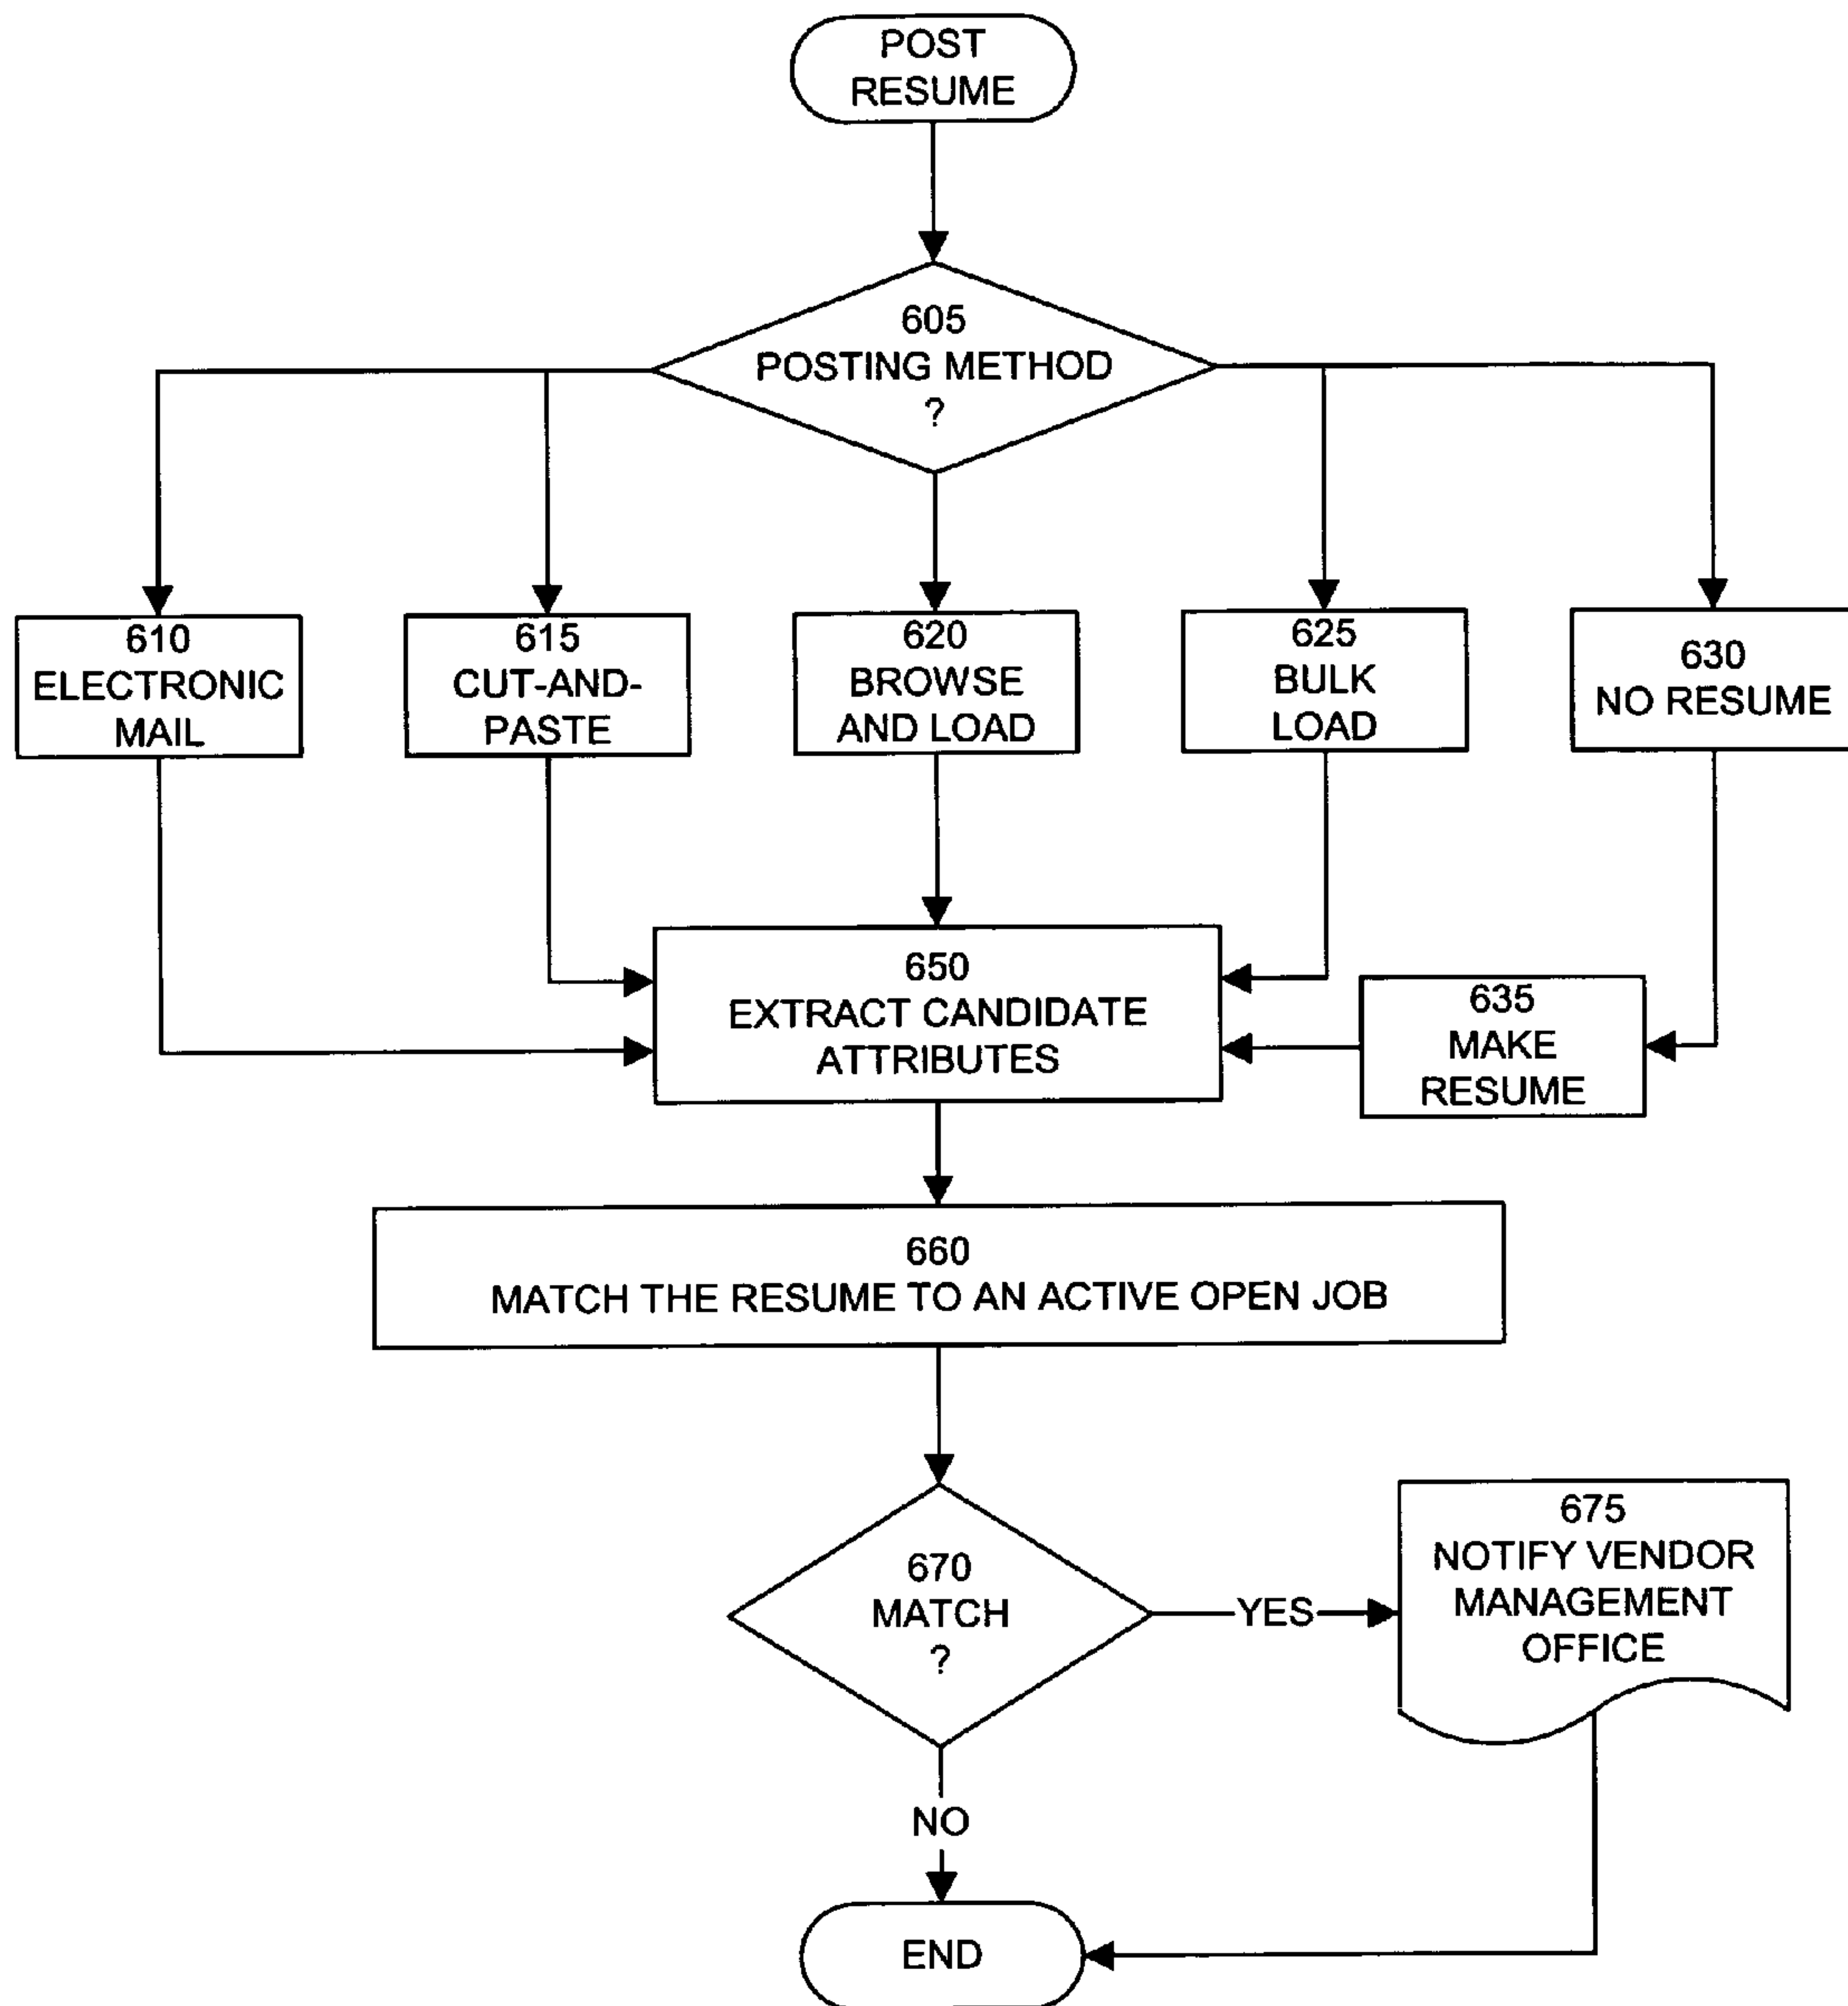 POST
RESUME
605
POSTING METHOD
?
610
ELECTRONIC
MAIL
615
CUT-AND-
PASTE
620
BROWSE
AND LOAD
625
BULK
LOAD
630
NO RESUME
650
EXTRACT CANDIDATE
ATTRIBUTES
635
MAKE
RESUME
660
MATCH THE RESUME TO AN ACTIVE OPEN JOB
670
MATCH
?
YES
675
NOTIFY VENDOR
MANAGEMENT
OFFICE
NO
END